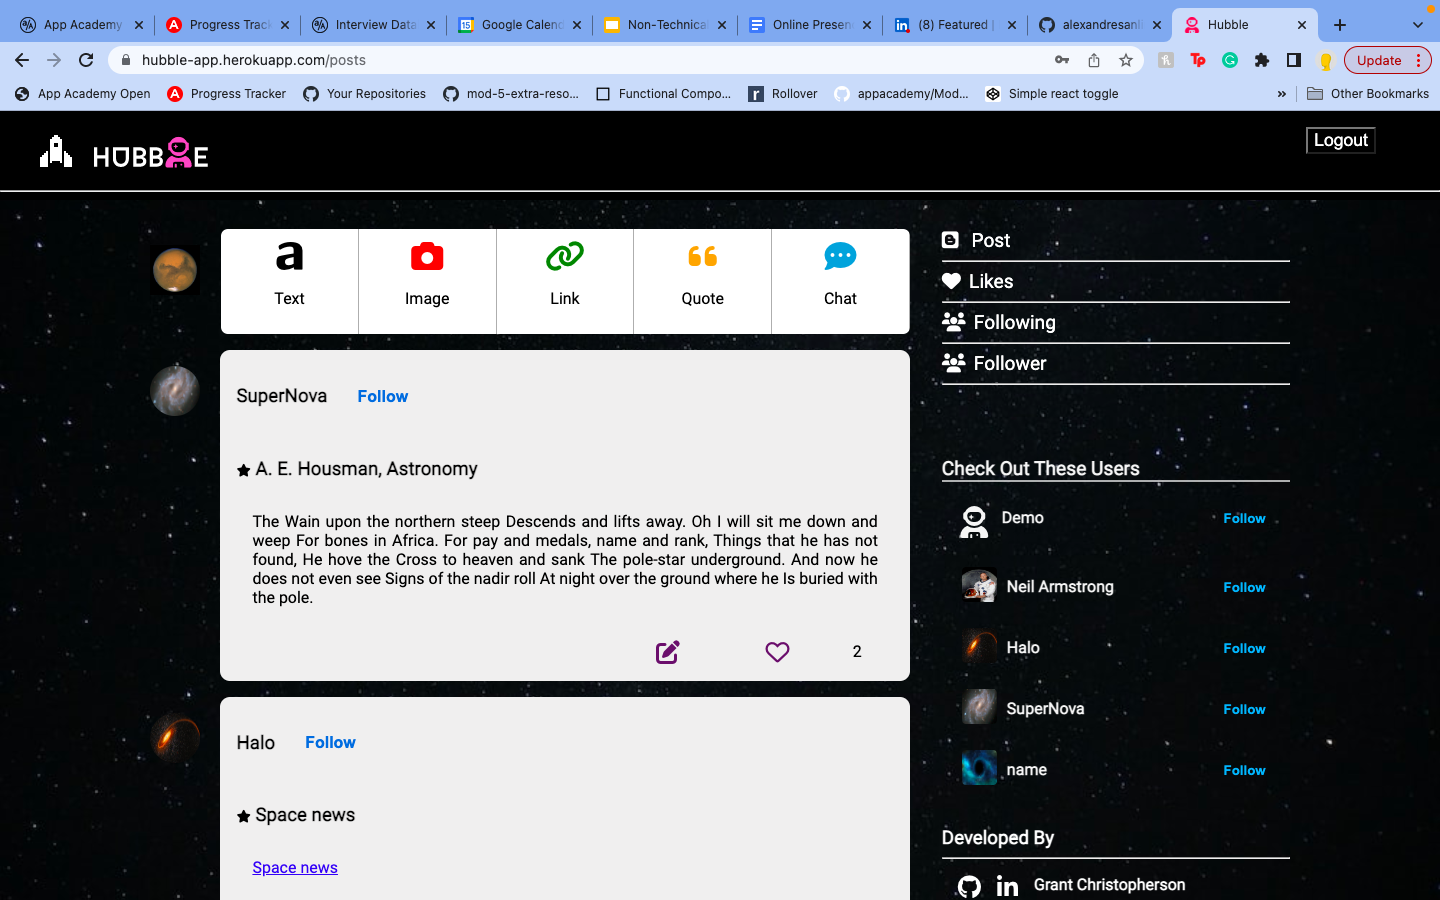 App Academy
Progress Track
Interview Data
Google Calend
Non-Technical
Online Presen
(8) Featured |
alexandresanli
Hubble
hubble-app.herokuapp.com/posts
Update
App Academy Open
Progress Tracker
Your Repositories
mod-5-extra-reso...
Functional Compo...
Rollover
appacademy/Mod...
Simple react toggle
»
Other Bookmarks
HUBBLE
Logout
Text
Image
Link
Quote
Chat
Post
Likes
Following
Follower
SuperNova
Follow
A. E. Housman, Astronomy
The Wain upon the northern steep Descends and lifts away. Oh I will sit me down and
weep For bones in Africa. For pay and medals, name and rank, Things that he has not
found, He hove the Cross to heaven and sank The pole-star underground. And now he
does not even see Signs of the nadir roll At night over the ground where he Is buried with
the pole.
2
Halo
Follow
Space news
Space news
Check Out These Users
Demo
Follow
Neil Armstrong
Follow
Halo
Follow
SuperNova
Follow
name
Follow
Developed By
Grant Christopherson